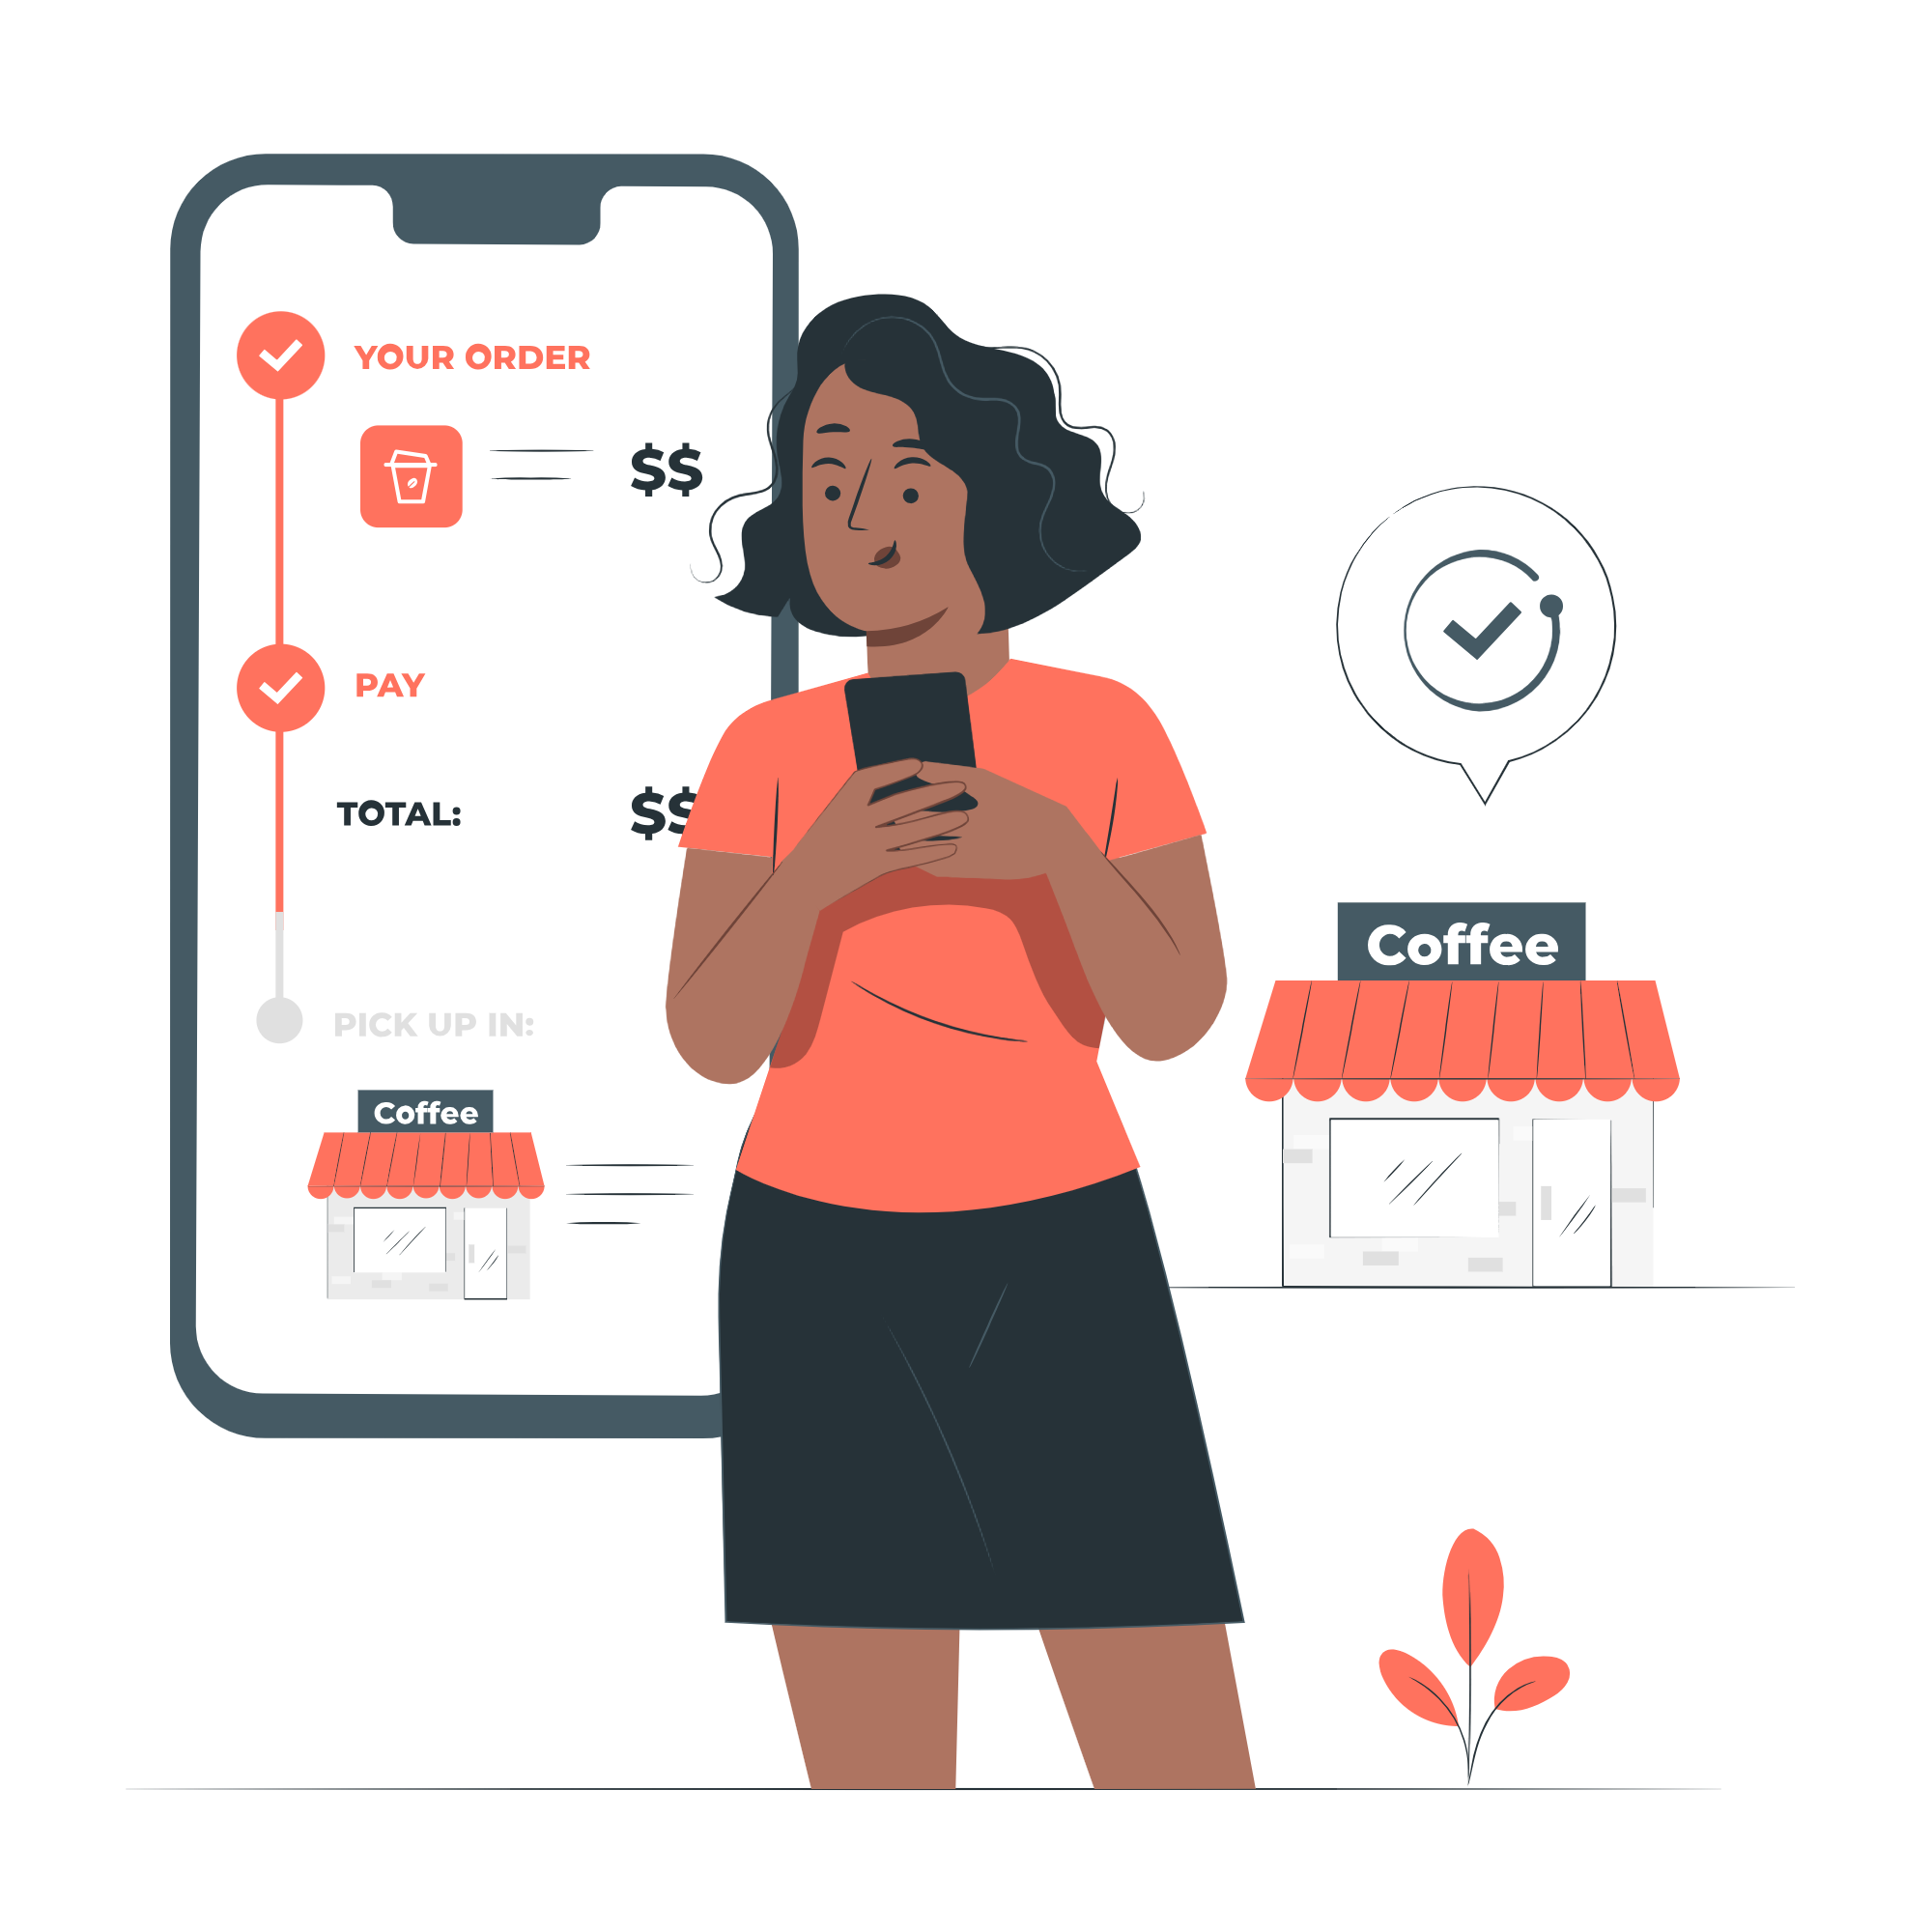 YOUR ORDER
$$
PAY
TOTAL:
$$
PICK UP IN:
Coffee
Coffee